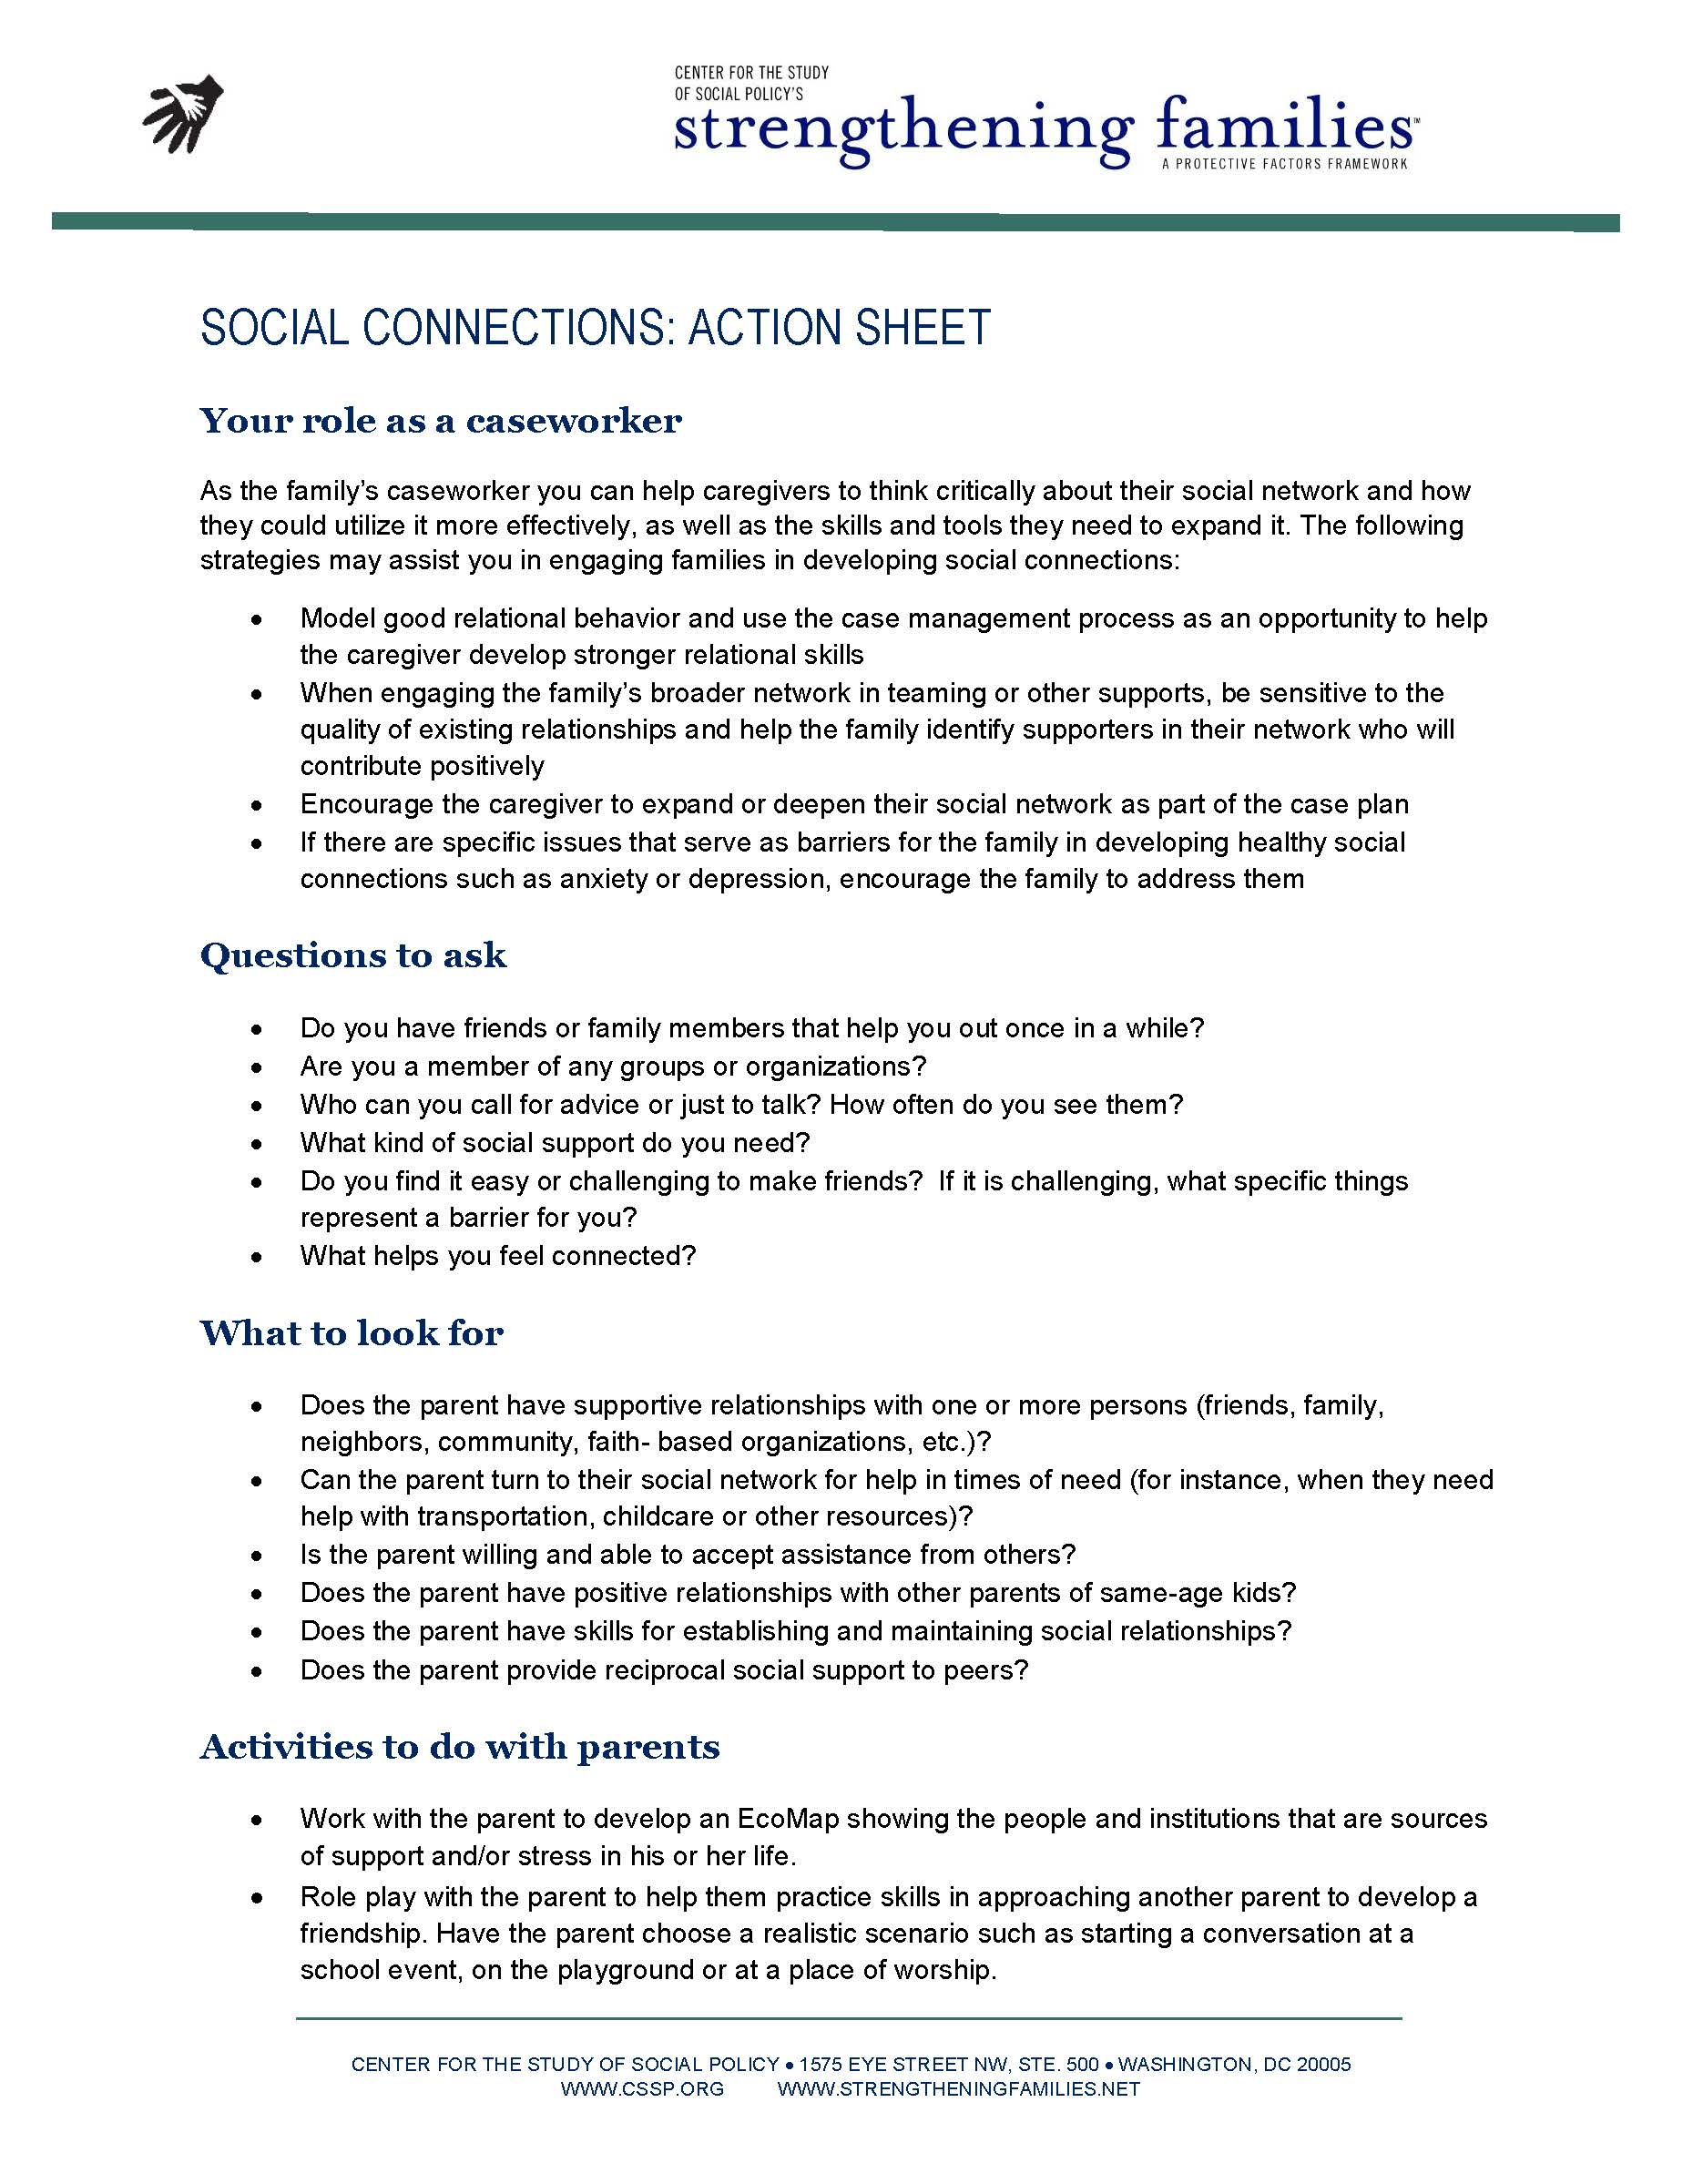 CENTER FOR THE STUDY
OF SOCIAL POLICY'S
strengthening families™
A PROTECTIVE FACTORS FRAMEWORK
SOCIAL CONNECTIONS: ACTION SHEET
Your role as a caseworker
As the family's caseworker you can help caregivers to think critically about their social network and how
they could utilize it more effectively, as well as the skills and tools they need to expand it. The following
strategies may assist you in engaging families in developing social connections:
• Model good relational behavior and use the case management process as an opportunity to help
the caregiver develop stronger relational skills
• When engaging the family's broader network in teaming or other supports, be sensitive to the
quality of existing relationships and help the family identify supporters in their network who will
contribute positively
• Encourage the caregiver to expand or deepen their social network as part of the case plan
• If there are specific issues that serve as barriers for the family in developing healthy social
connections such as anxiety or depression, encourage the family to address them
Questions to ask
• Do you have friends or family members that help you out once in a while?
• Are you a member of any groups or organizations?
• Who can you call for advice or just to talk? How often do you see them?
• What kind of social support do you need?
• Do you find it easy or challenging to make friends?  If it is challenging, what specific things
represent a barrier for you?
• What helps you feel connected?
What to look for
• Does the parent have supportive relationships with one or more persons (friends, family,
neighbors, community, faith- based organizations, etc.)?
• Can the parent turn to their social network for help in times of need (for instance, when they need
help with transportation, childcare or other resources)?
• Is the parent willing and able to accept assistance from others?
• Does the parent have positive relationships with other parents of same-age kids?
• Does the parent have skills for establishing and maintaining social relationships?
• Does the parent provide reciprocal social support to peers?
Activities to do with parents
• Work with the parent to develop an EcoMap showing the people and institutions that are sources
of support and/or stress in his or her life.
• Role play with the parent to help them practice skills in approaching another parent to develop a
friendship. Have the parent choose a realistic scenario such as starting a conversation at a
school event, on the playground or at a place of worship.
CENTER FOR THE STUDY OF SOCIAL POLICY • 1575 EYE STREET NW, STE. 500 • WASHINGTON, DC 20005
WWW.CSSP.ORG WWW.STRENGTHENINGFAMILIES.NET